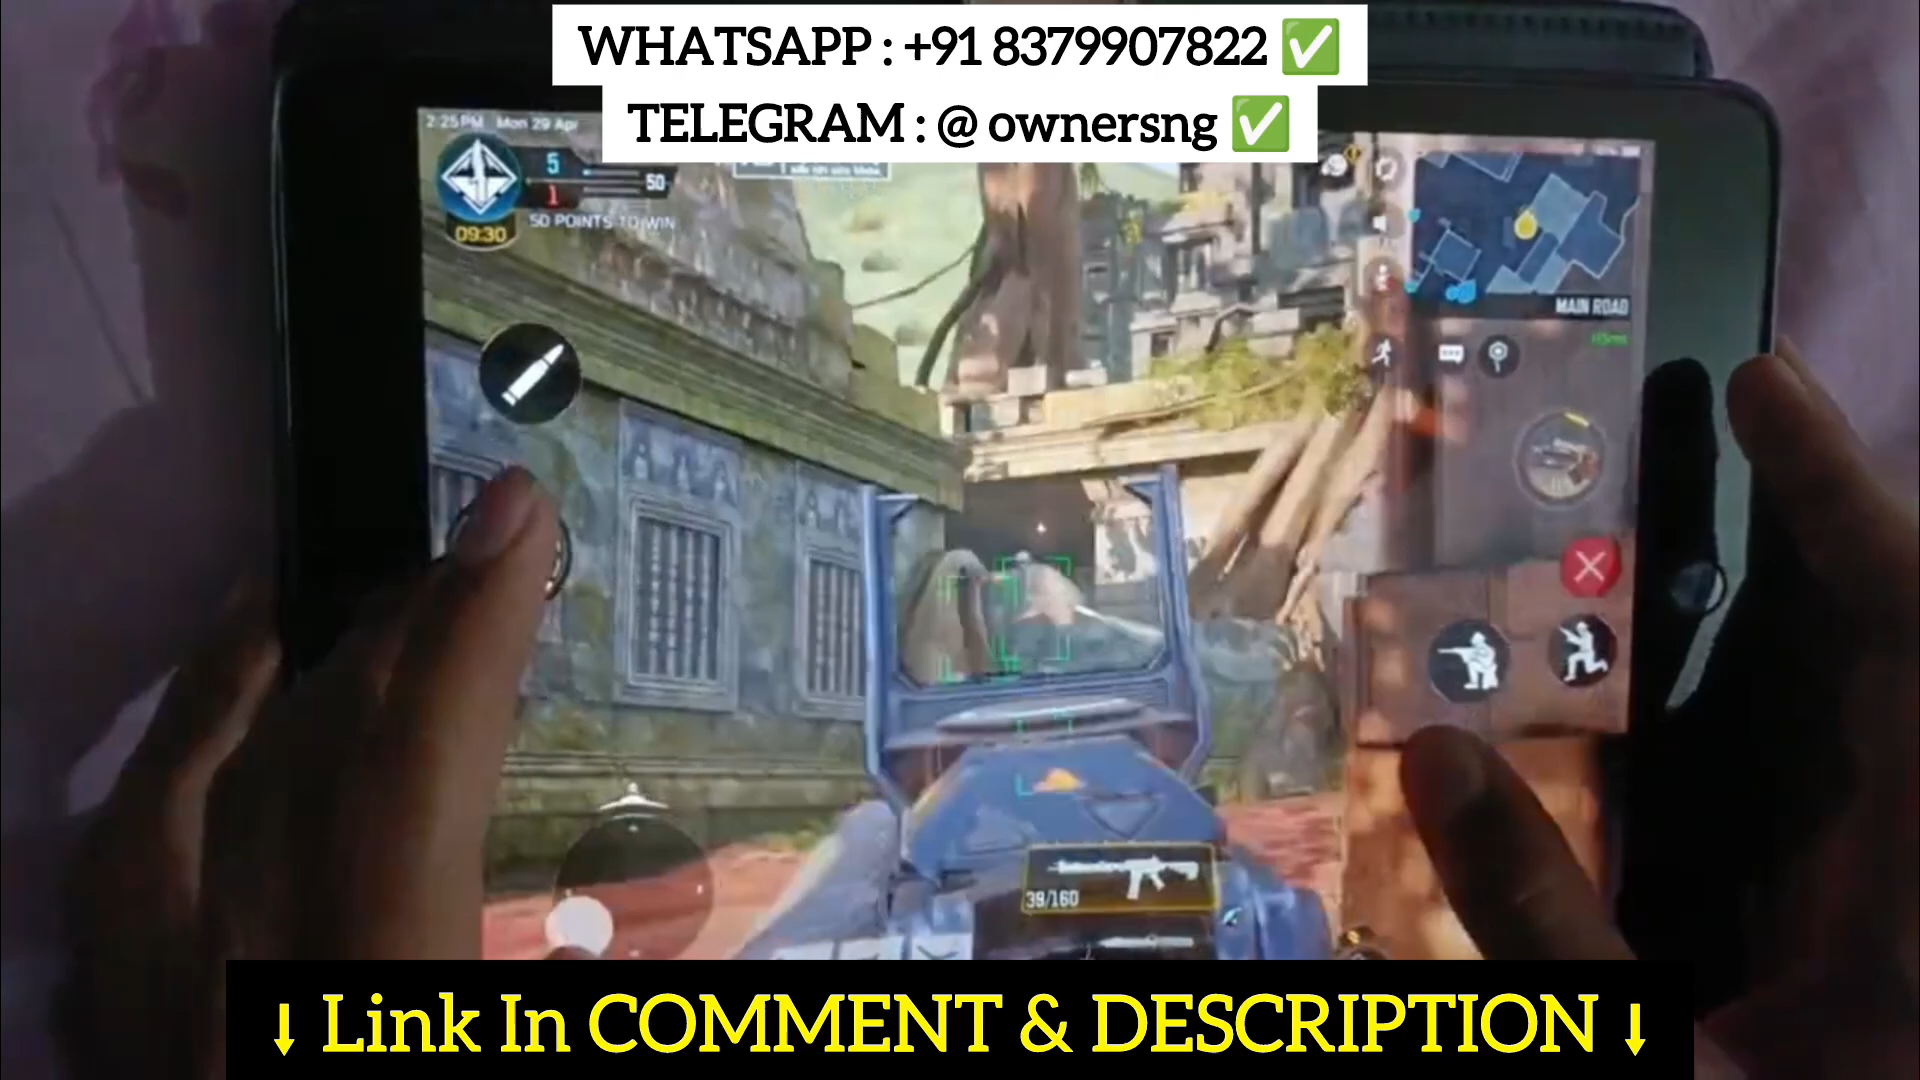 WHATSAPP : +91 8379907822 ✅
TELEGRAM : @ ownersng ✅
2:25 PM Mon 29 Apr
5
50
1
50 POINTS TO WIN
09:30
MAIN ROAD
39/160
↓ Link In COMMENT & DESCRIPTION ↓